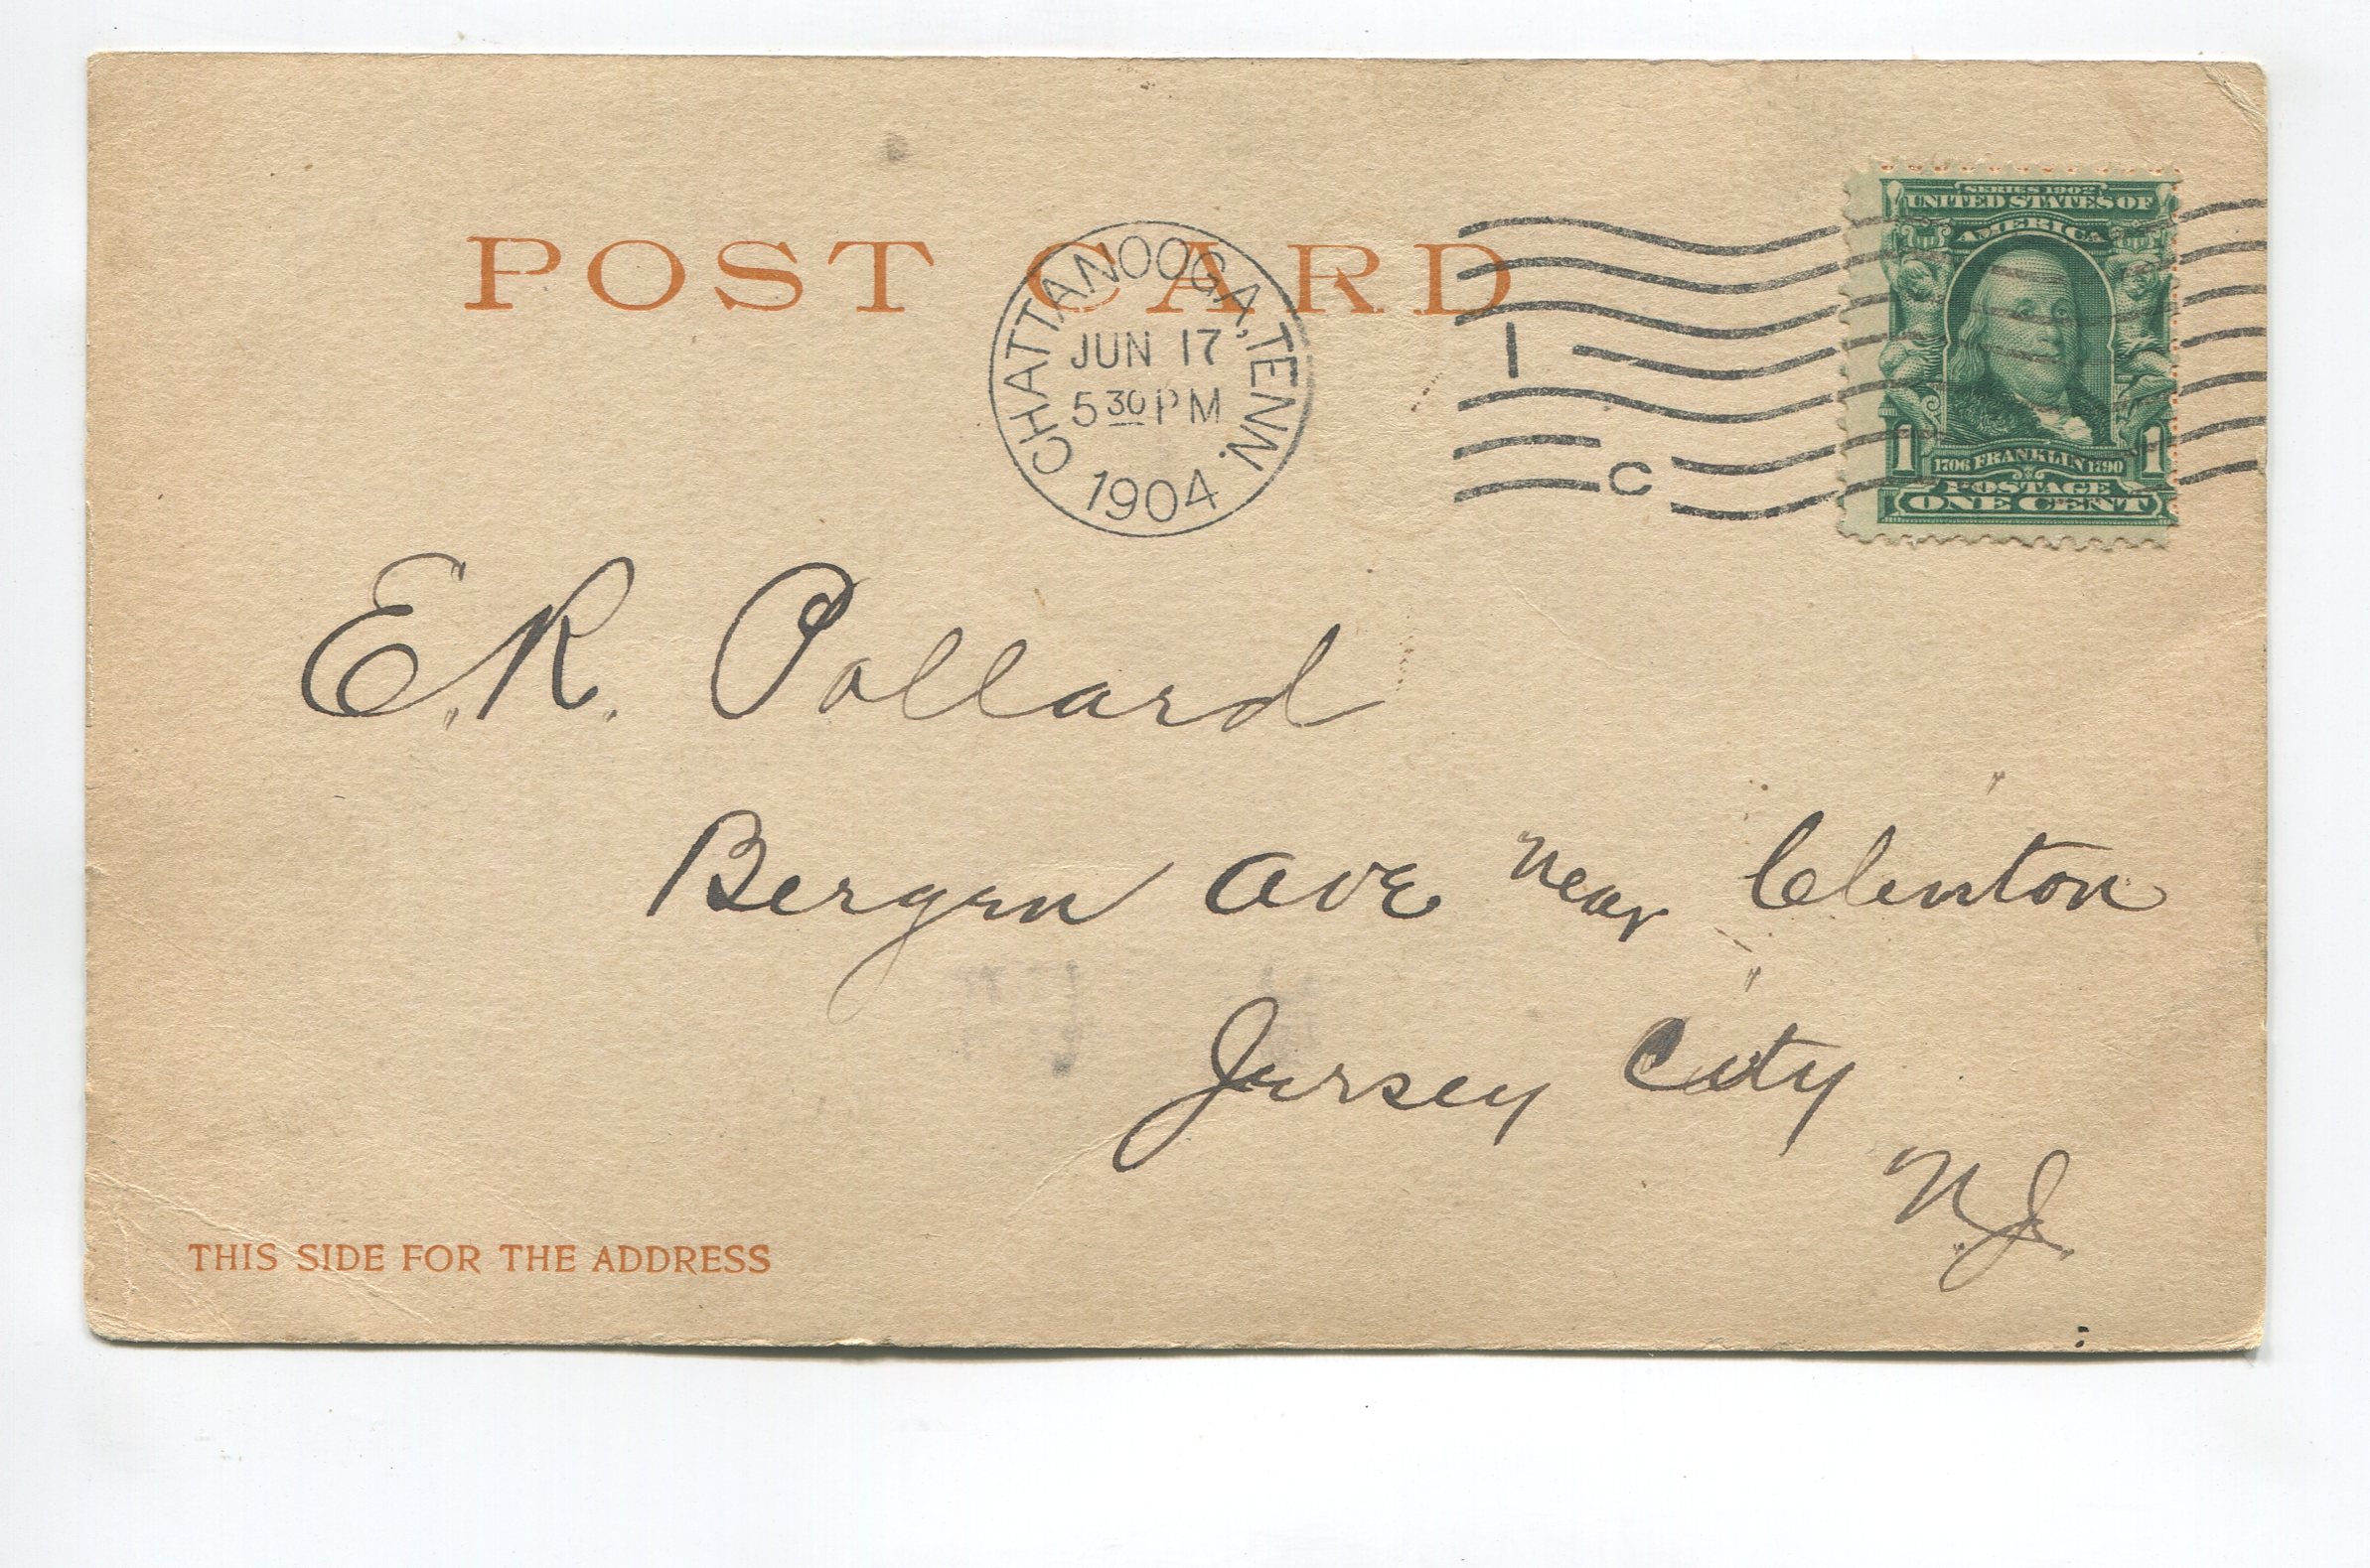 POST CARD
CHATTANOOGA, TENN.
JUN 17
5 30 PM
1904
1
C
SERIES 1902
UNITED STATES OF
AMERICA
1 1706 FRANKLIN 1790 1
POSTAGE
ONE CENT
E. R. Pollard
Bergen Ave near Clinton
Jersey City
N.J.
THIS SIDE FOR THE ADDRESS